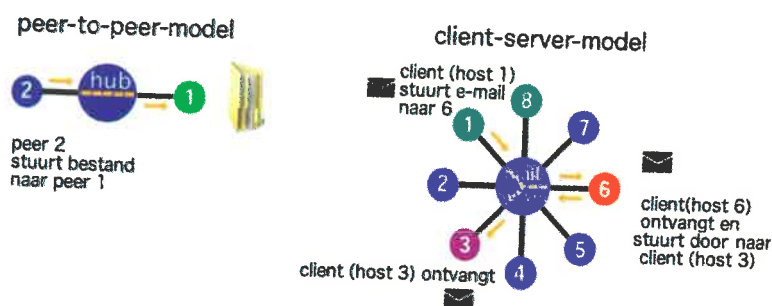 peer-to-peer-model
2
hub
1
peer 2
stuurt bestand
naar peer 1
client-server-model
client (host 1)
stuurt e-mail
naar 6
1
8
7
2
6
3
4
5
client(host 6)
ontvangt en
stuurt door naar
client (host 3)
client (host 3) ontvangt